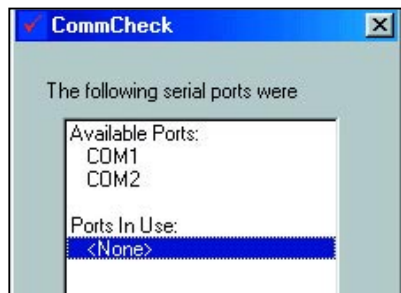 CommCheck
The following serial ports were
Available Ports:
COM1
COM2
Ports In Use:
<None>